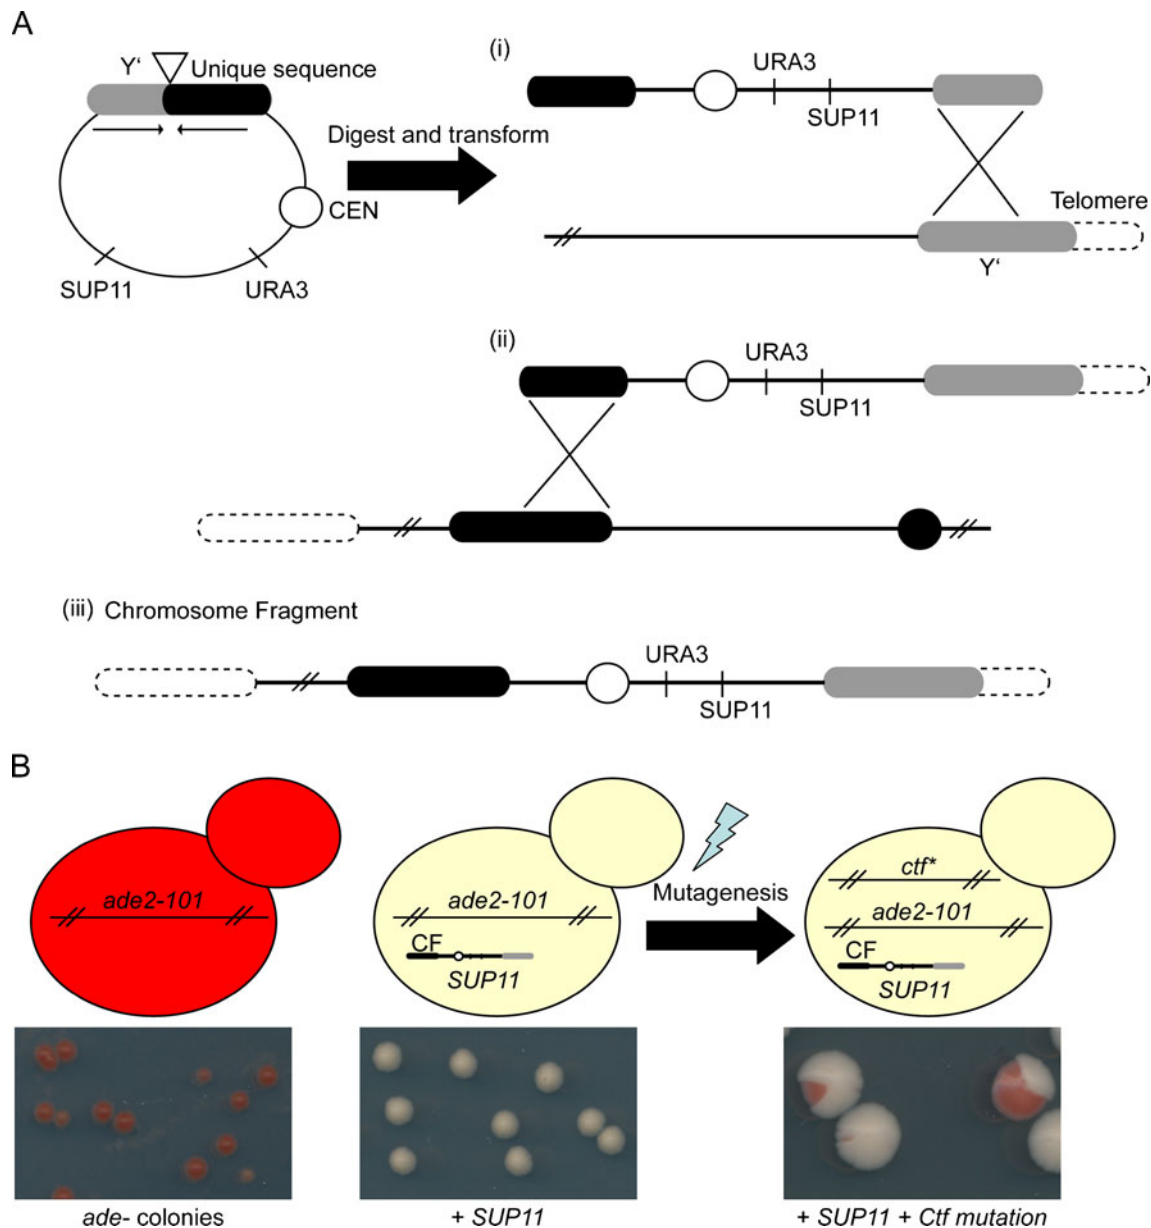 A
Y‘
Unique sequence
CEN
SUP11
URA3
Digest and transform
(i)
URA3
SUP11
Telomere
Y‘
(ii)
URA3
SUP11
(iii) Chromosome Fragment
URA3
SUP11
B
ade2-101
ade2-101
CF
SUP11
Mutagenesis
ctf*
ade2-101
CF
SUP11
ade- colonies
+ SUP11
+ SUP11 + Ctf mutation